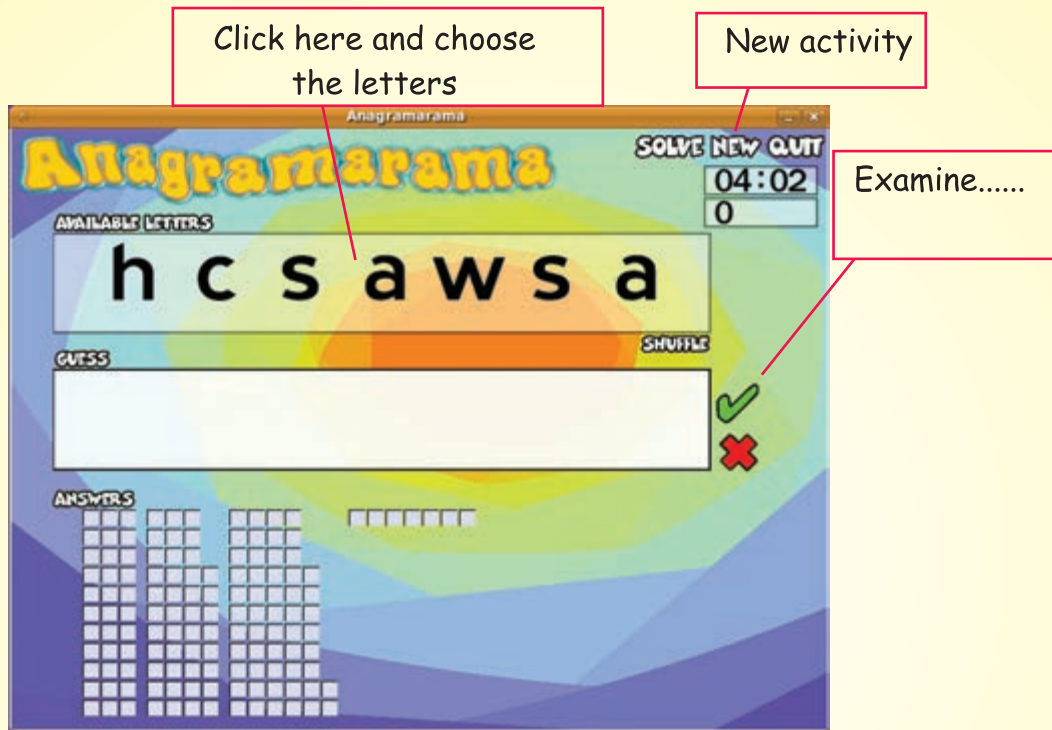 Click here and choose
the letters
New activity
Anagramarama
Anagramarama
SOLVE NEW QUIT
04:02
0
Examine......
AVAILABLE LETTERS
h c s a w s a
SHUFFLE
GUESS
ANSWERS